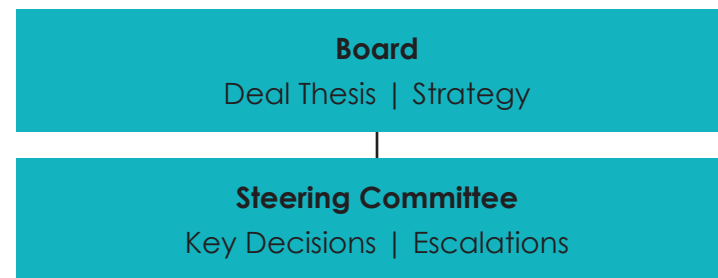 Board
Deal Thesis | Strategy
Steering Committee
Key Decisions | Escalations